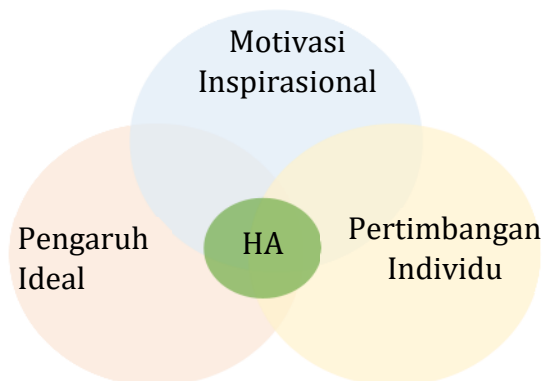 Motivasi
Inspirasional
Pengaruh
Ideal
HA
Pertimbangan
Individu